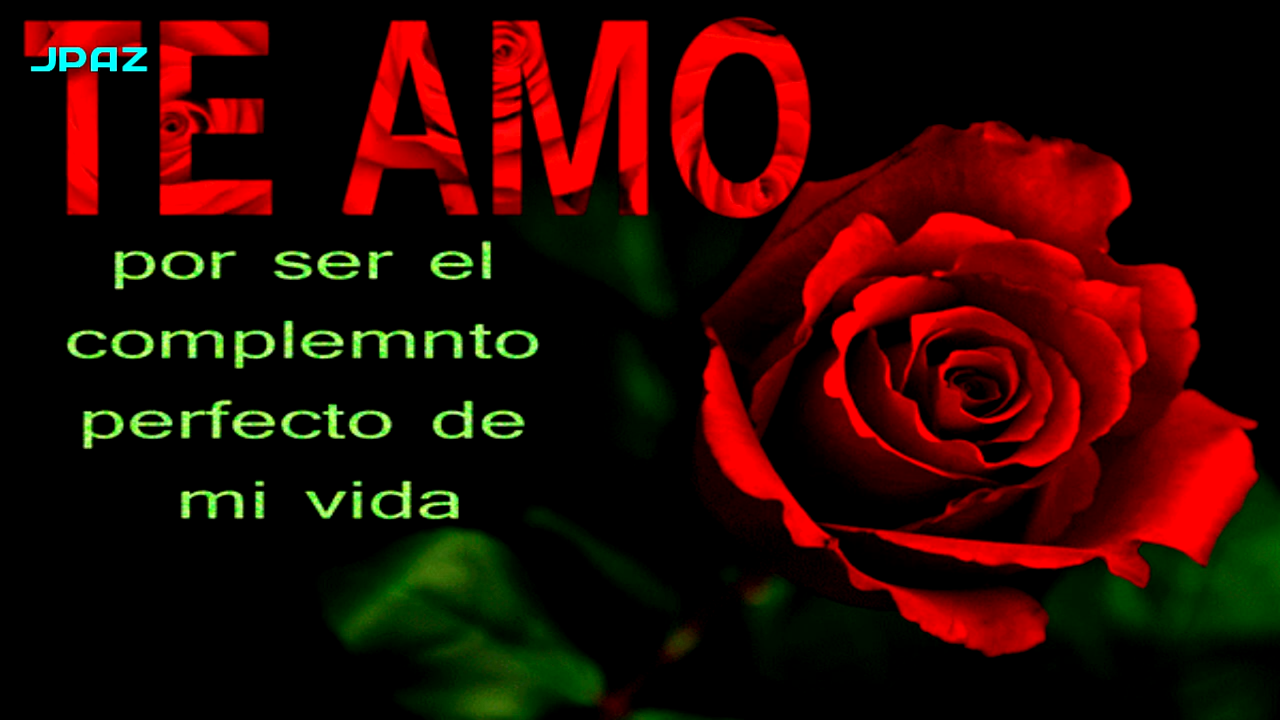 TE AMO
JPAZ
por ser el
complemnto
perfecto de
mi vida